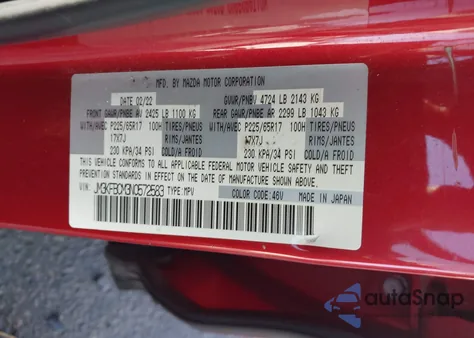 MFD. BY MAZDA MOTOR CORPORATION
DATE 02/22 GVWR/PNBV 4724 LB 2143 KG
FRONT GAWR/PNBE AV 2425 LB 1100 KG REAR GAWR/PNBE AR 2299 LB 1043 KG
WITH/AVEC P225/65R17 100H TIRES/PNEUS WITH/AVEC P225/65R17 100H TIRES/PNEUS
17X7J RIMS/JANTES 17X7J RIMS/JANTES
230 KPA/34 PSI COLD/A FROID 230 KPA/34 PSI COLD/A FROID
THIS VEHICLE CONFORMS TO ALL APPLICABLE FEDERAL MOTOR VEHICLE SAFETY, BUMPER AND THEFT
PREVENTION STANDARDS IN EFFECT ON THE DATE OF MANUFACTURE SHOWN ABOVE.
VIN: JM3KFBCM3N0572583 TYPE: MPV COLOR CODE: 46V MADE IN JAPAN
autoSnap